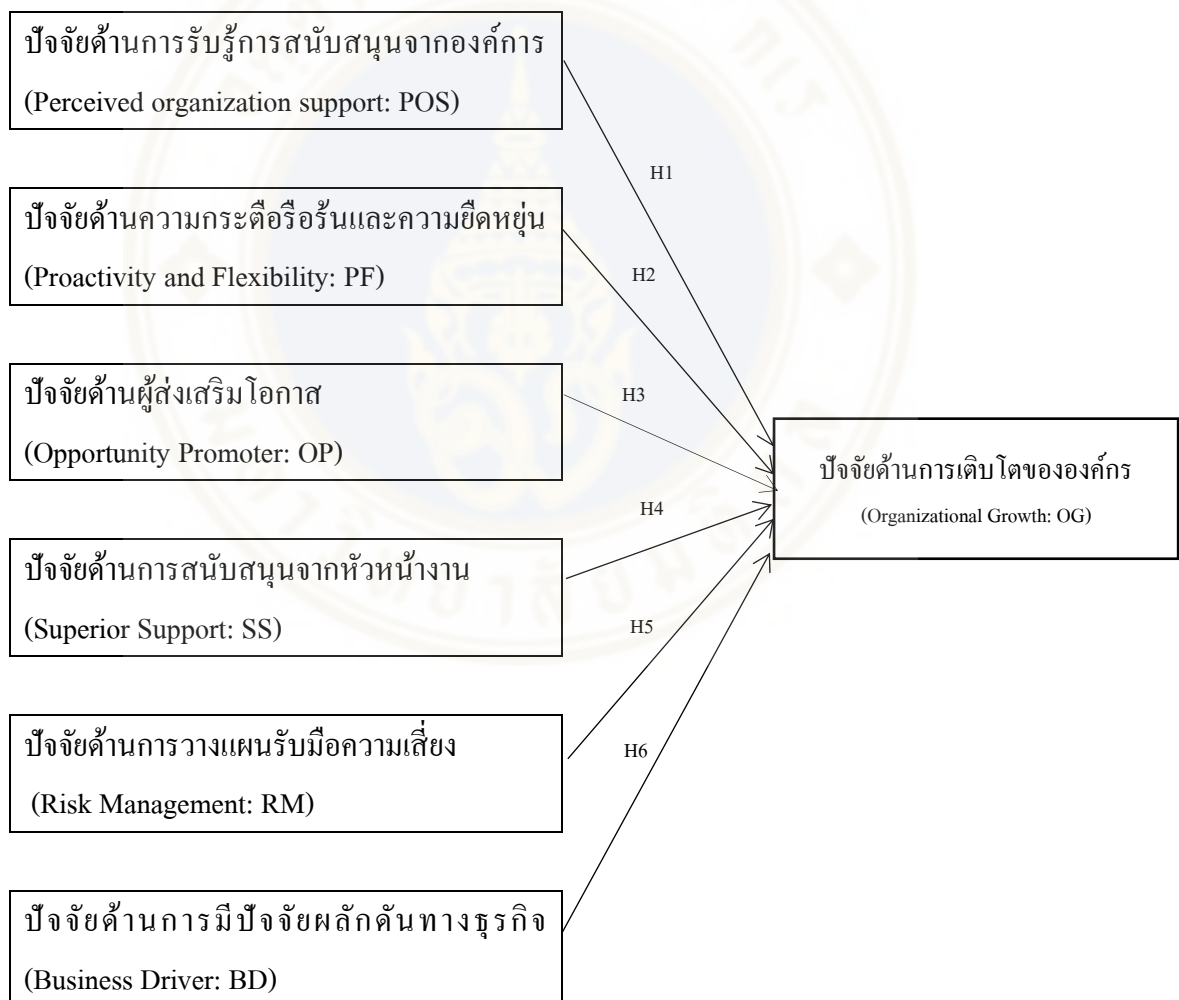 ปัจจัยด้านการรับรู้การสนับสนุนจากองค์การ
(Perceived organization support: POS)
H1
ปัจจัยด้านความกระตือรือร้นและความยืดหยุ่น
(Proactivity and Flexibility: PF)
H2
ปัจจัยด้านผู้ส่งเสริมโอกาส
(Opportunity Promoter: OP)
H3
ปัจจัยด้านการเติบโตขององค์กร
(Organizational Growth: OG)
H4
ปัจจัยด้านการสนับสนุนจากหัวหน้างาน
(Superior Support: SS)
H5
ปัจจัยด้านการวางแผนรับมือความเสี่ยง
(Risk Management: RM)
H6
ปัจจัยด้านการมีปัจจัยผลักดันทางธุรกิจ
(Business Driver: BD)